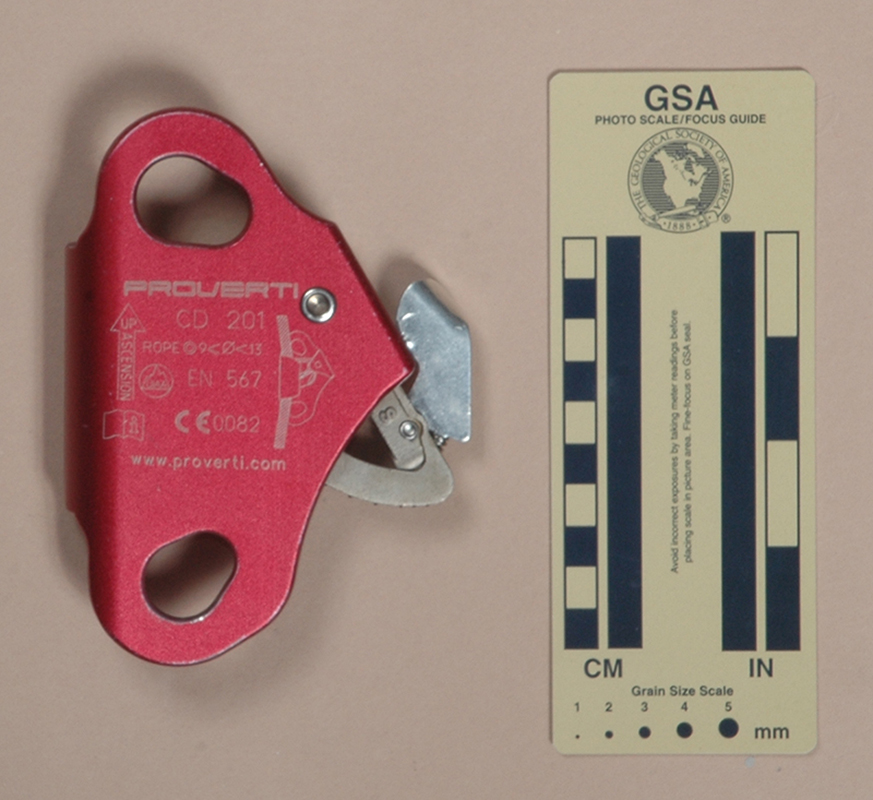 PROVERTI
CD 201
UP
ASCENSION
ROPE 9<Ø<13
EN 567
CE0082
www.proverti.com
GSA
PHOTO SCALE/FOCUS GUIDE
THE GEOLOGICAL SOCIETY OF AMERICA
1888
®
Avoid incorrect exposures by taking meter readings before
placing scale in picture area. Fine-focus on GSA seal.
CM
IN
Grain Size Scale
1 2 3 4 5
mm